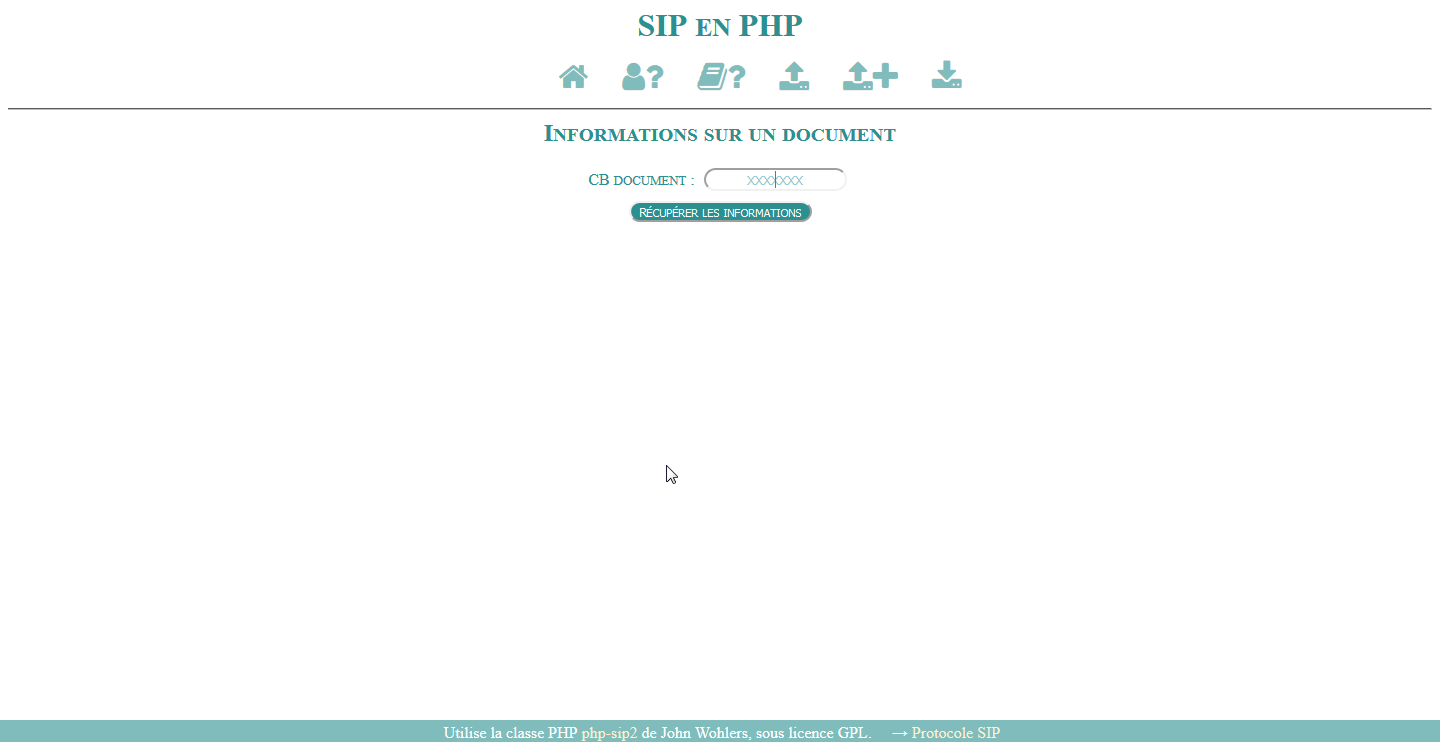 SIP en PHP
? ?
Informations sur un document
CB document : XXXXXXX
Récupérer les informations
Utilise la classe PHP php-sip2 de John Wohlers, sous licence GPL. → Protocole SIP